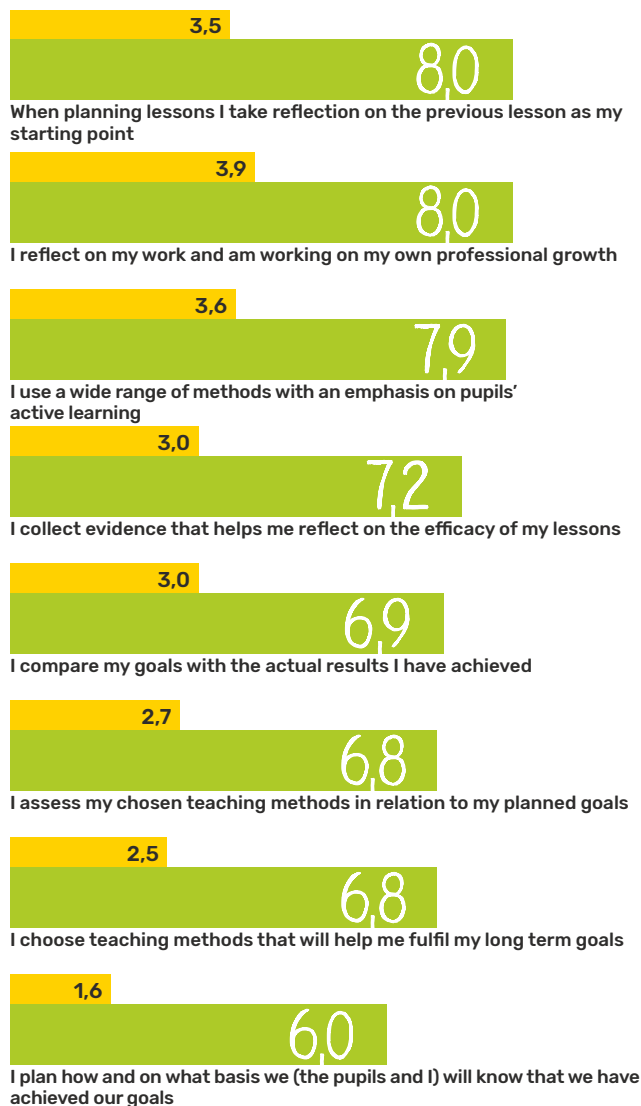 3,5
8,0
When planning lessons I take reflection on the previous lesson as my
starting point
3,9
8,0
I reflect on my work and am working on my own professional growth
3,6
7,9
I use a wide range of methods with an emphasis on pupils’
active learning
3,0
7,2
I collect evidence that helps me reflect on the efficacy of my lessons
3,0
6,9
I compare my goals with the actual results I have achieved
2,7
6,8
I assess my chosen teaching methods in relation to my planned goals
2,5
6,8
I choose teaching methods that will help me fulfil my long term goals
1,6
6,0
I plan how and on what basis we (the pupils and I) will know that we have
achieved our goals